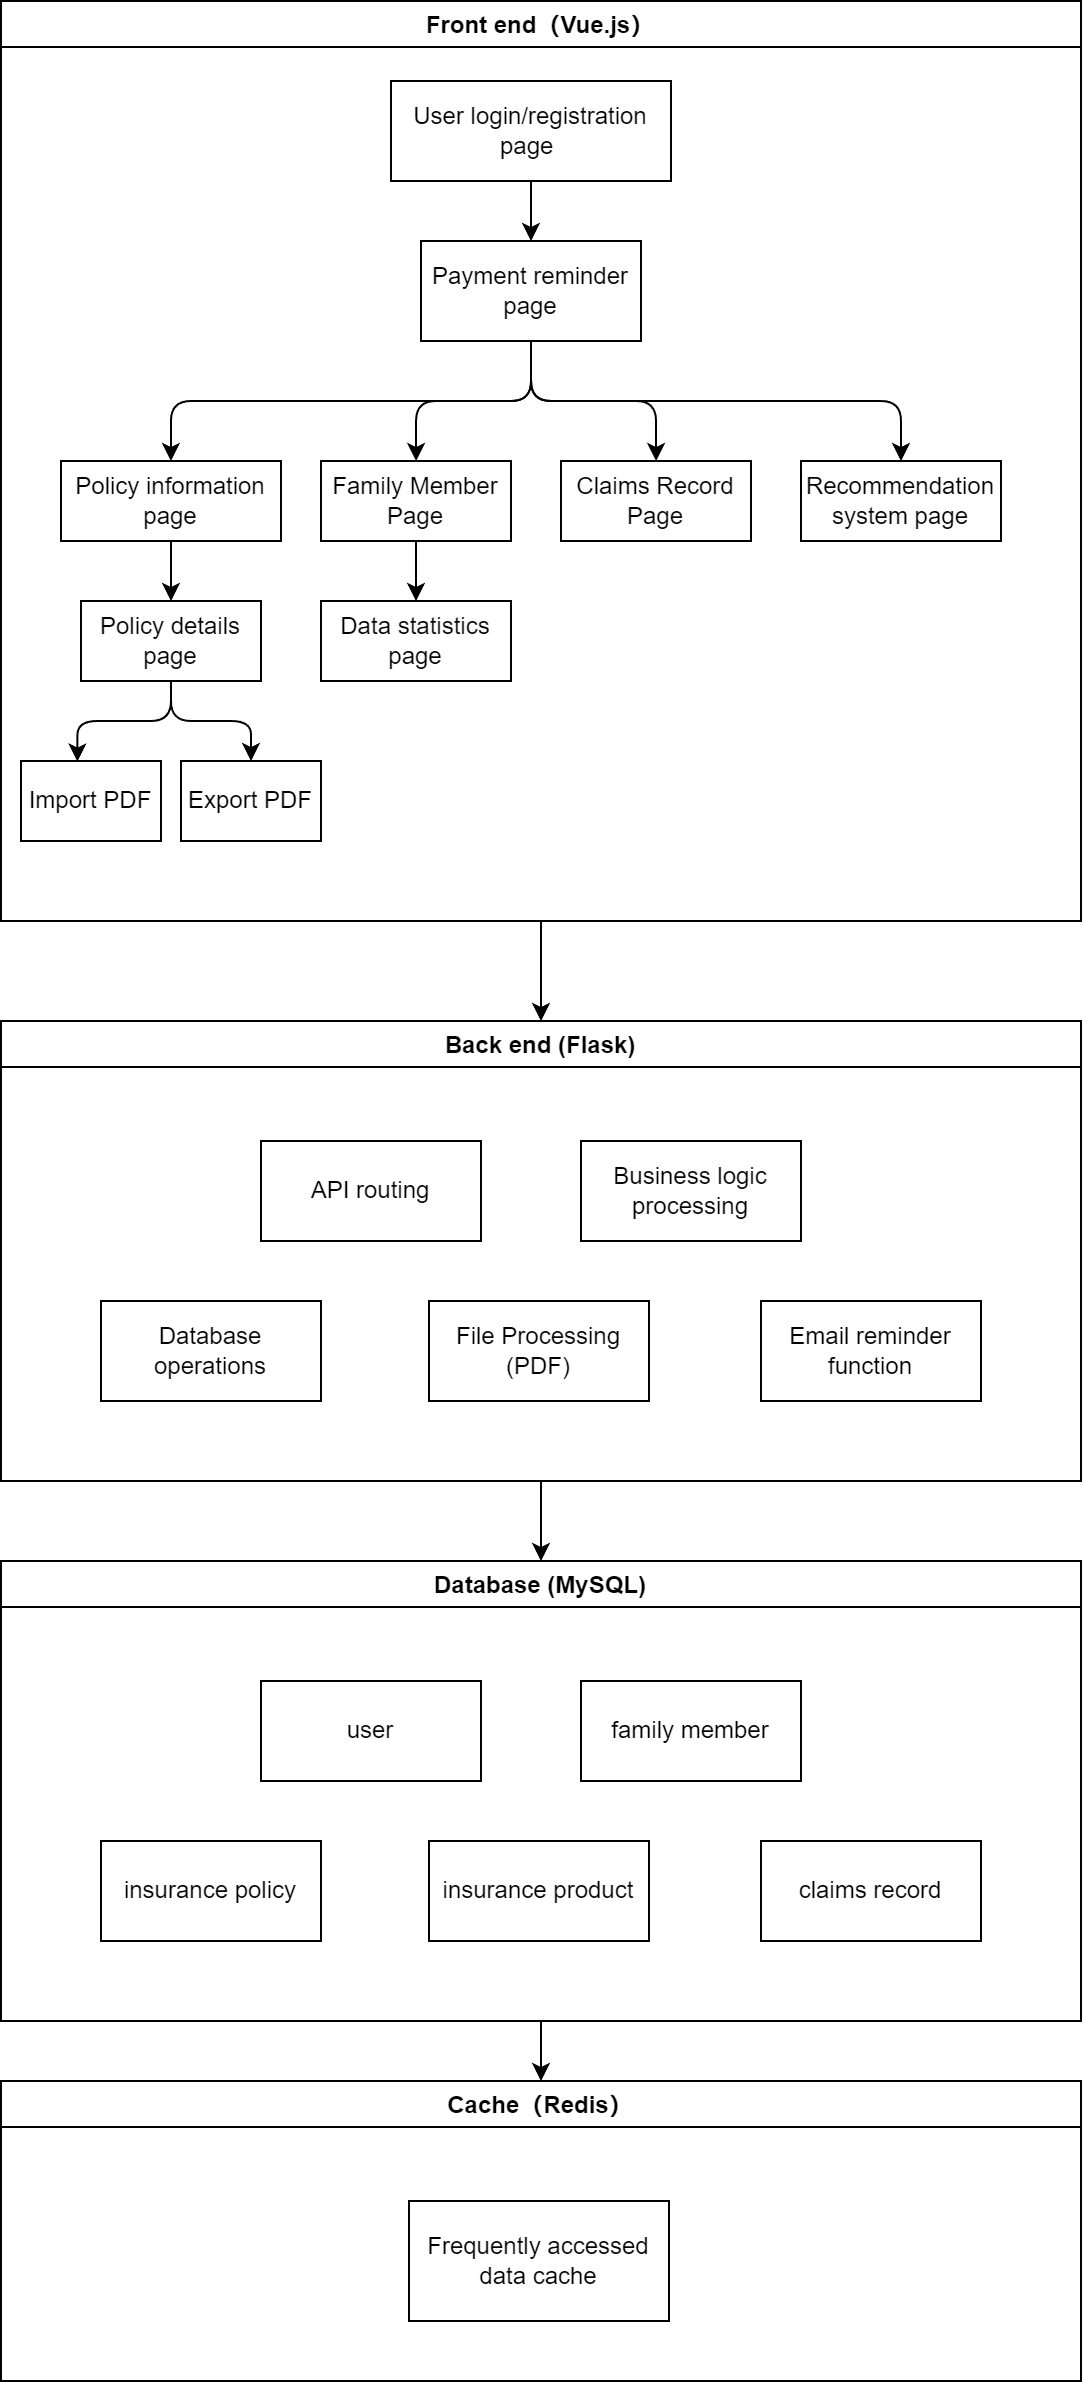 Front end（Vue.js）
User login/registration
page
Payment reminder
page
Policy information
page
Family Member
Page
Claims Record
Page
Recommendation
system page
Policy details
page
Data statistics
page
Import PDF
Export PDF
Back end (Flask)
API routing
Business logic
processing
Database
operations
File Processing
(PDF)
Email reminder
function
Database (MySQL)
user
family member
insurance policy
insurance product
claims record
Cache（Redis）
Frequently accessed
data cache